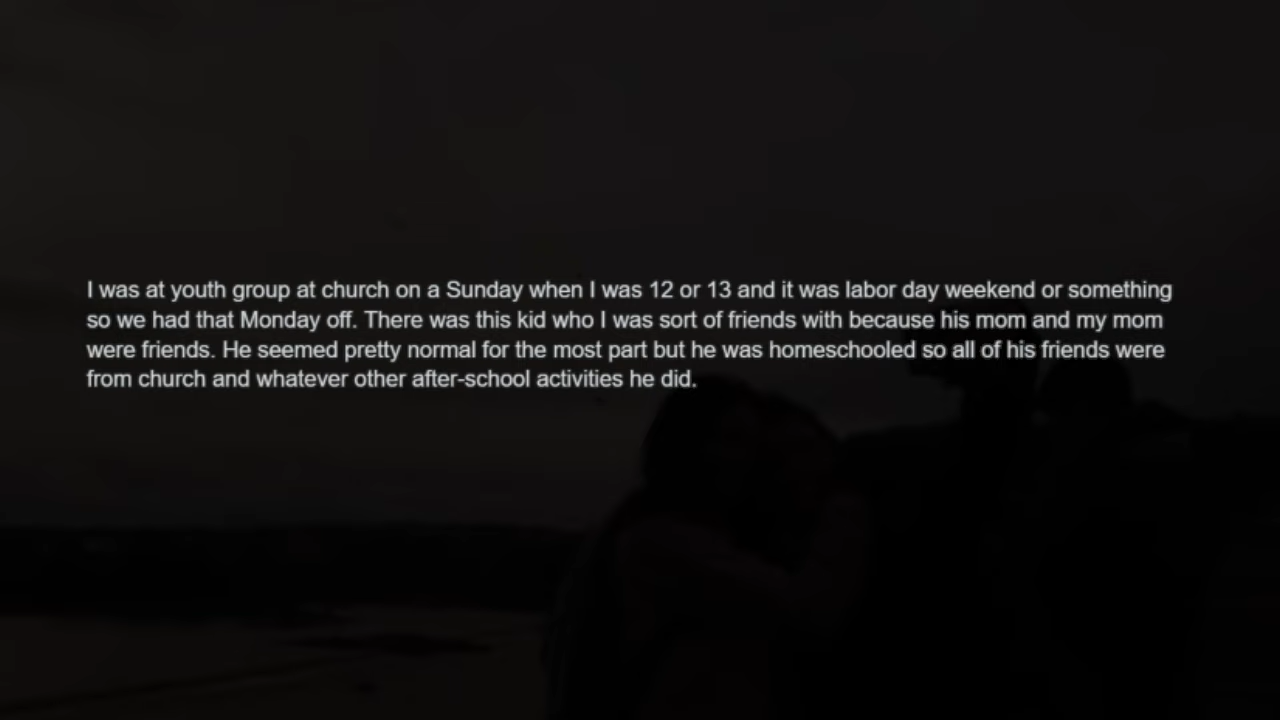 I was at youth group at church on a Sunday when I was 12 or 13 and it was labor day weekend or something
so we had that Monday off. There was this kid who I was sort of friends with because his mom and my mom
were friends. He seemed pretty normal for the most part but he was homeschooled so all of his friends were
from church and whatever other after-school activities he did.